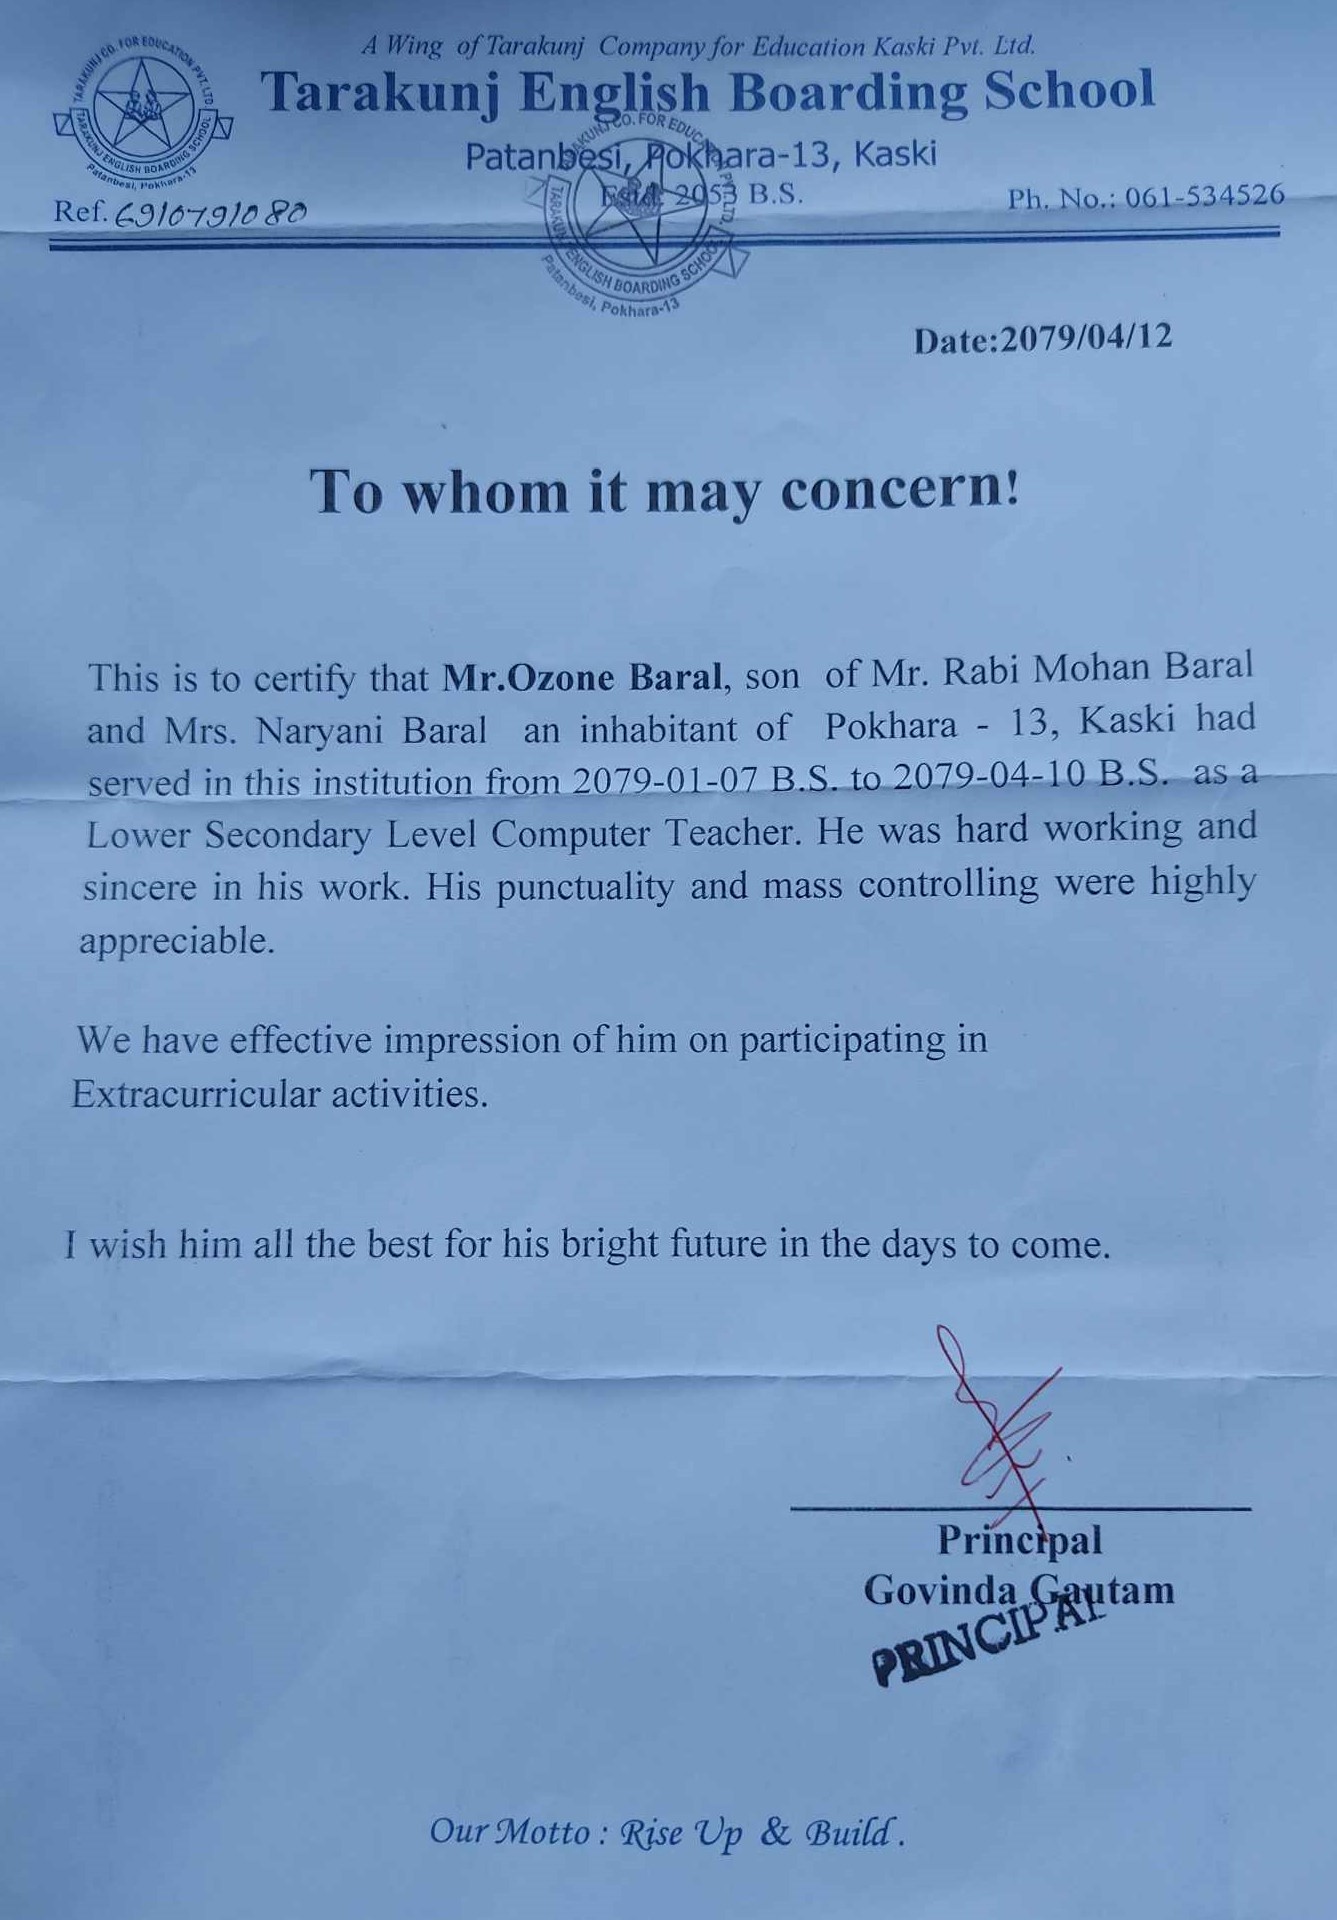 A Wing of Tarakunj Company for Education Kaski Pvt. Ltd.
Tarakunj English Boarding School
Patanbesi, Pokhara-13, Kaski
Estd. 2053 B.S.
Ph. No.: 061-534526
Ref. 691079/080
TARAKUNJ CO. FOR EDUCATION PVT. LTD
TARAKUNJ ENGLISH BOARDING SCHOOL
Patanbesi, Pokhara-13
TARAKUNJ CO. FOR EDUCATION PVT. LTD
TARAKUNJ ENGLISH BOARDING SCHOOL
Patanbesi, Pokhara-13
Date:2079/04/12
To whom it may concern!
This is to certify that Mr.Ozone Baral, son of Mr. Rabi Mohan Baral
and Mrs. Naryani Baral an inhabitant of Pokhara - 13, Kaski had
served in this institution from 2079-01-07 B.S. to 2079-04-10 B.S. as a
Lower Secondary Level Computer Teacher. He was hard working and
sincere in his work. His punctuality and mass controlling were highly
appreciable.
We have effective impression of him on participating in
Extracurricular activities.
I wish him all the best for his bright future in the days to come.
Principal
Govinda Gautam
PRINCIPAL
Our Motto : Rise Up & Build.